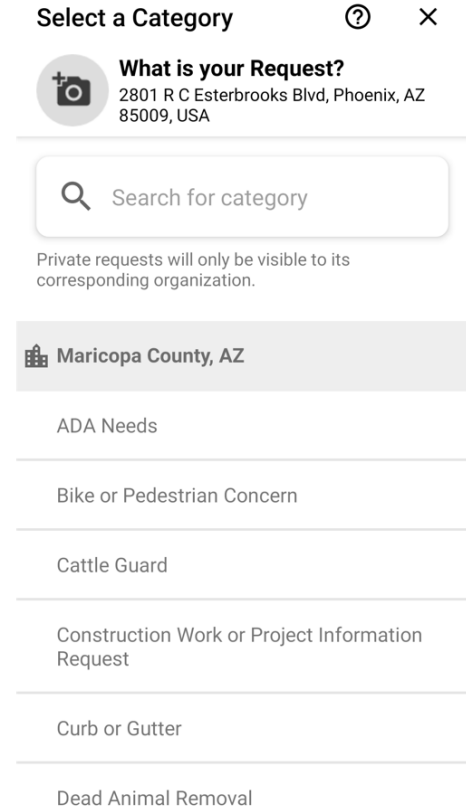 Select a Category
What is your Request?
2801 R C Esterbrooks Blvd, Phoenix, AZ
85009, USA
Search for category
Private requests will only be visible to its
corresponding organization.
Maricopa County, AZ
ADA Needs
Bike or Pedestrian Concern
Cattle Guard
Construction Work or Project Information
Request
Curb or Gutter
Dead Animal Removal